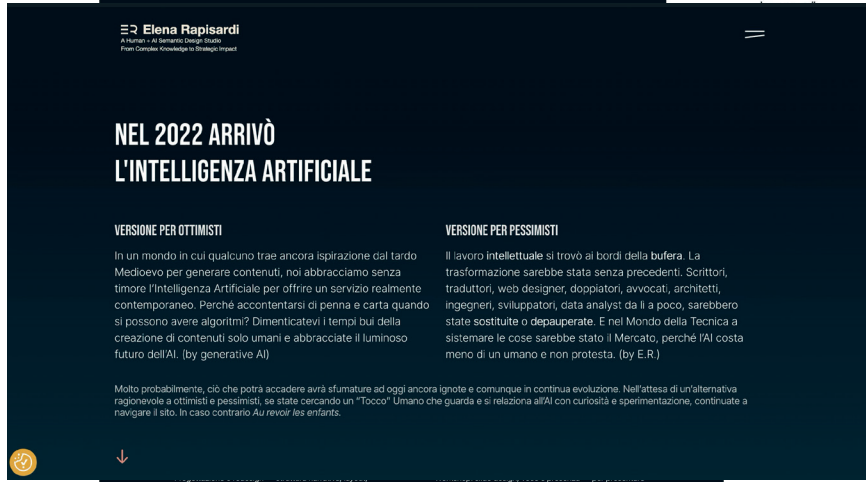 Elena Rapisardi
A Human + AI Semantic Design Studio
From Complex Knowledge to Strategic Impact
NEL 2022 ARRIVÒ
L'INTELLIGENZA ARTIFICIALE
VERSIONE PER OTTIMISTI
In un mondo in cui qualcuno trae ancora ispirazione dal tardo
Medioevo per generare contenuti, noi abbracciamo senza
timore l'Intelligenza Artificiale per offrire un servizio realmente
contemporaneo. Perché accontentarsi di penna e carta quando
si possono avere algoritmi? Dimenticatevi i tempi bui della
creazione di contenuti solo umani e abbracciate il luminoso
futuro dell'AI. (by generative AI)
VERSIONE PER PESSIMISTI
Il lavoro intellettuale si trovò ai bordi della bufera. La
trasformazione sarebbe stata senza precedenti. Scrittori,
traduttori, web designer, doppiatori, avvocati, architetti,
ingegneri, sviluppatori, data analyst da lì a poco, sarebbero
state sostituite o depauperate. E nel Mondo della Tecnica a
sistemare le cose sarebbe stato il Mercato, perché l'AI costa
meno di un umano e non protesta. (by E.R.)
Molto probabilmente, ciò che potrà accadere avrà sfumature ad oggi ancora ignote e comunque in continua evoluzione. Nell'attesa di un'alternativa
ragionevole a ottimisti e pessimisti, se state cercando un "Tocco" Umano che guarda e si relaziona all'AI con curiosità e sperimentazione, continuate a
navigare il sito. In caso contrario Au revoir les enfants.